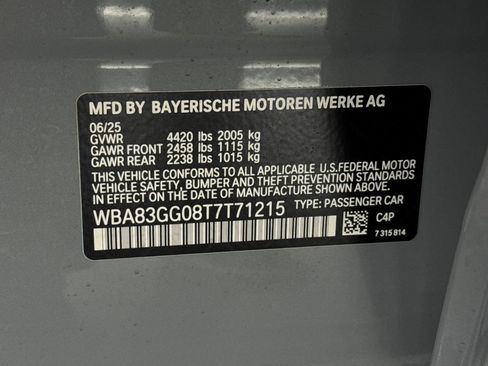 MFD BY BAYERISCHE MOTOREN WERKE AG
06/25
GVWR 4420 lbs 2005 kg
GAWR FRONT 2458 lbs 1115 kg
GAWR REAR 2238 lbs 1015 kg
THIS VEHICLE CONFORMS TO ALL APPLICABLE U.S.FEDERAL MOTOR
VEHICLE SAFETY, BUMPER AND THEFT PREVENTION STANDARDS
IN EFFECT ON THE DATE OF MANUFACTURE SHOWN ABOVE.
WBA83GG08T7T71215 TYPE: PASSENGER CAR
C4P
7 315 814